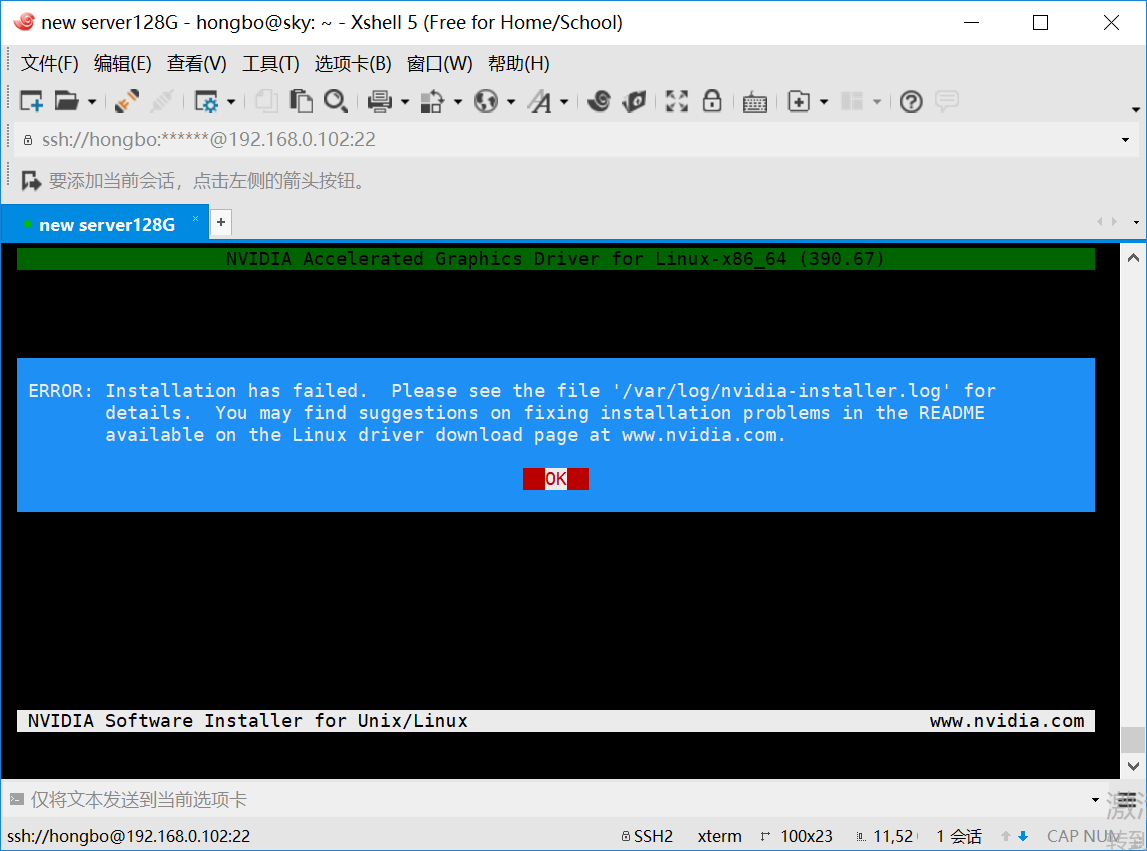 new server128G - hongbo@sky: ~ - Xshell 5 (Free for Home/School)
文件(F) 编辑(E) 查看(V) 工具(T) 选项卡(B) 窗口(W) 帮助(H)
ssh://hongbo:******@192.168.0.102:22
要添加当前会话，点击左侧的箭头按钮。
new server128G
NVIDIA Accelerated Graphics Driver for Linux-x86_64 (390.67)
ERROR: Installation has failed. Please see the file '/var/log/nvidia-installer.log' for
details. You may find suggestions on fixing installation problems in the README
available on the Linux driver download page at www.nvidia.com.
OK
NVIDIA Software Installer for Unix/Linux www.nvidia.com
仅将文本发送到当前选项卡
激
ssh://hongbo@192.168.0.102:22 SSH2 xterm 100x23 11,52 1 会话 CAP NUM
转到